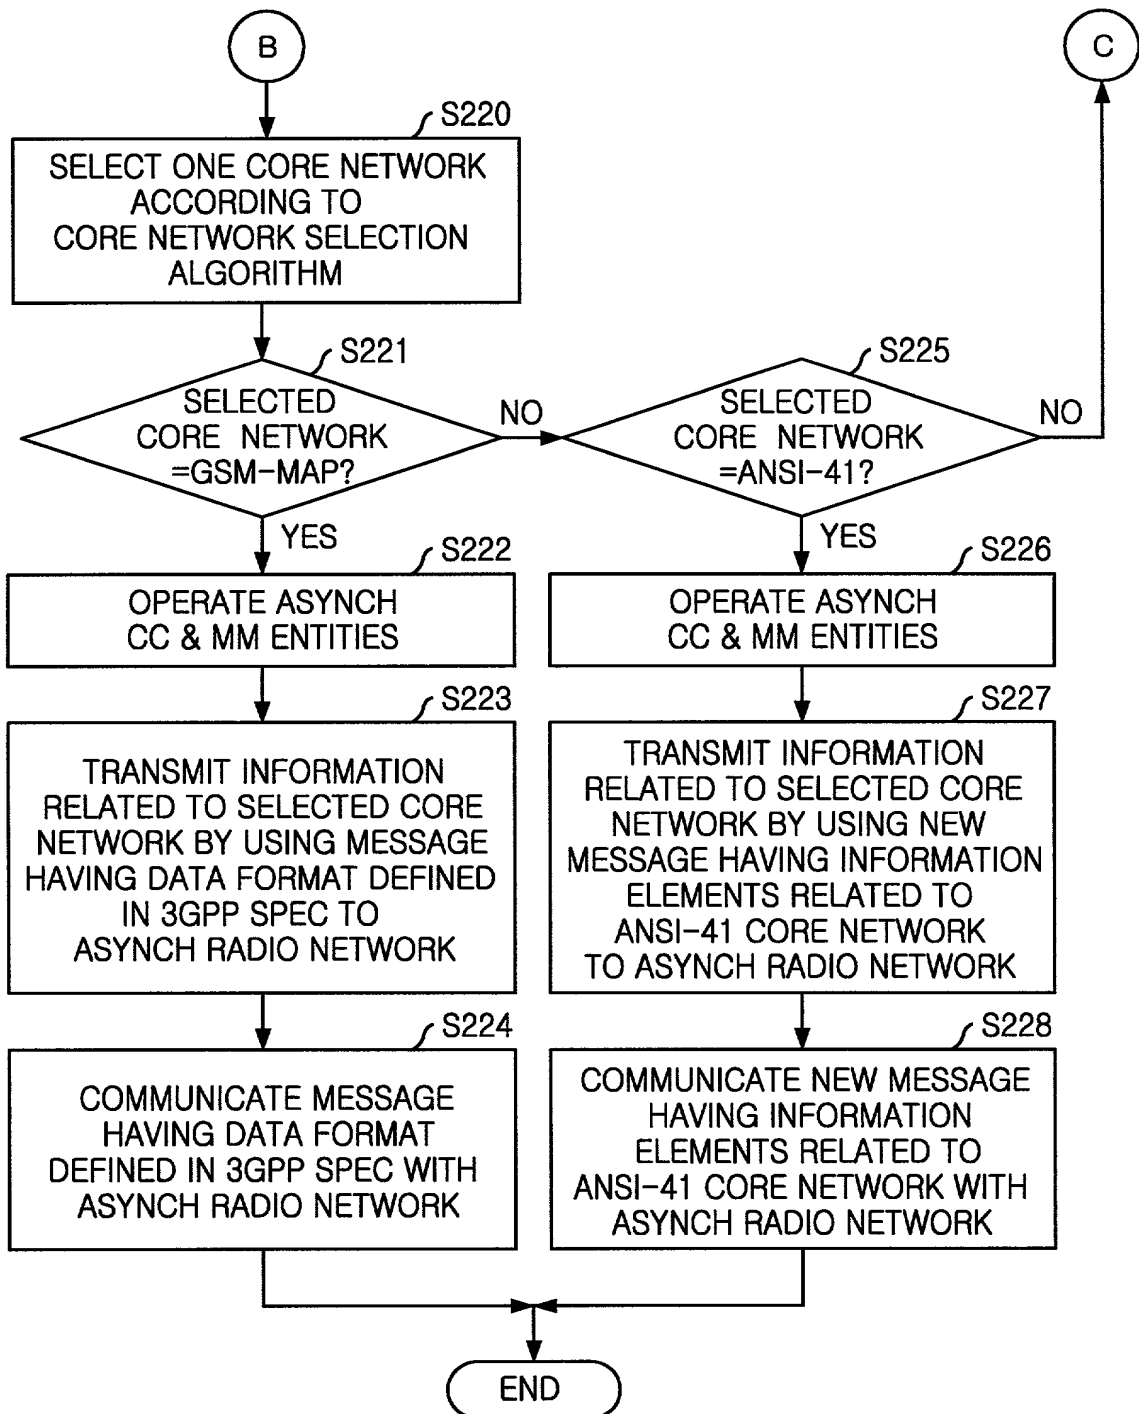 B
C
S220
SELECT ONE CORE NETWORK
ACCORDING TO
CORE NETWORK SELECTION
ALGORITHM
S221
SELECTED
CORE NETWORK
=GSM-MAP?
NO
YES
S225
SELECTED
CORE NETWORK
=ANSI-41?
NO
YES
S222
OPERATE ASYNCH
CC & MM ENTITIES
S226
OPERATE ASYNCH
CC & MM ENTITIES
S223
TRANSMIT INFORMATION
RELATED TO SELECTED CORE
NETWORK BY USING MESSAGE
HAVING DATA FORMAT DEFINED
IN 3GPP SPEC TO
ASYNCH RADIO NETWORK
S227
TRANSMIT INFORMATION
RELATED TO SELECTED CORE
NETWORK BY USING NEW
MESSAGE HAVING INFORMATION
ELEMENTS RELATED TO
ANSI-41 CORE NETWORK
TO ASYNCH RADIO NETWORK
S224
COMMUNICATE MESSAGE
HAVING DATA FORMAT
DEFINED IN 3GPP SPEC WITH
ASYNCH RADIO NETWORK
S228
COMMUNICATE NEW MESSAGE
HAVING INFORMATION
ELEMENTS RELATED TO
ANSI-41 CORE NETWORK WITH
ASYNCH RADIO NETWORK
END